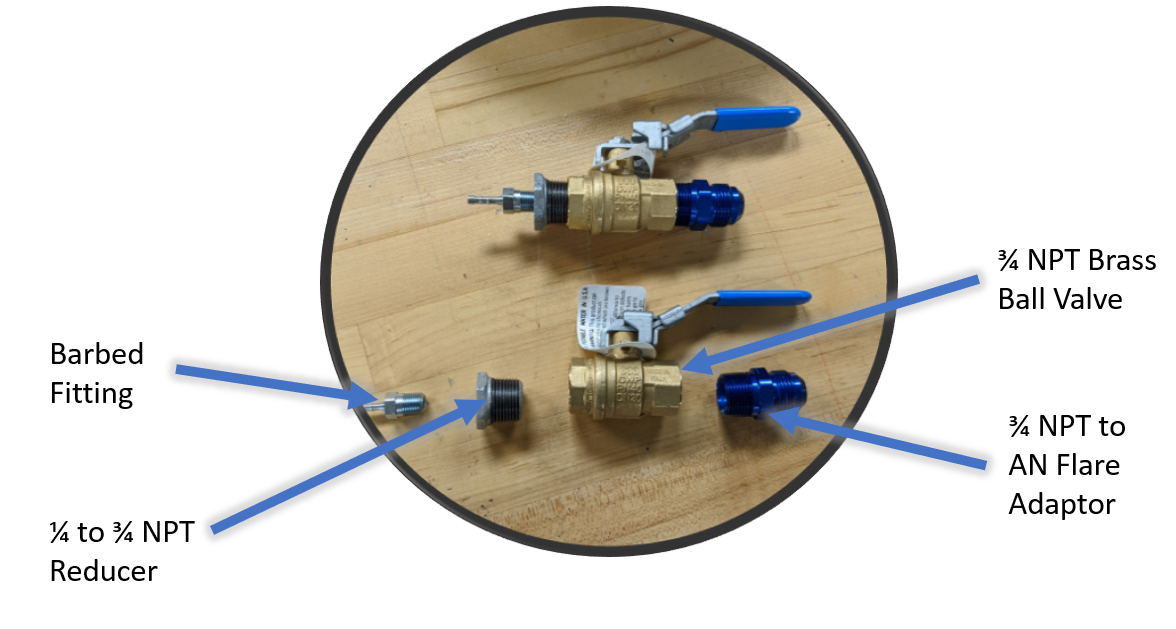 ¾ NPT Brass
Ball Valve
Barbed
Fitting
¾ NPT to
AN Flare
Adaptor
¼ to ¾ NPT
Reducer